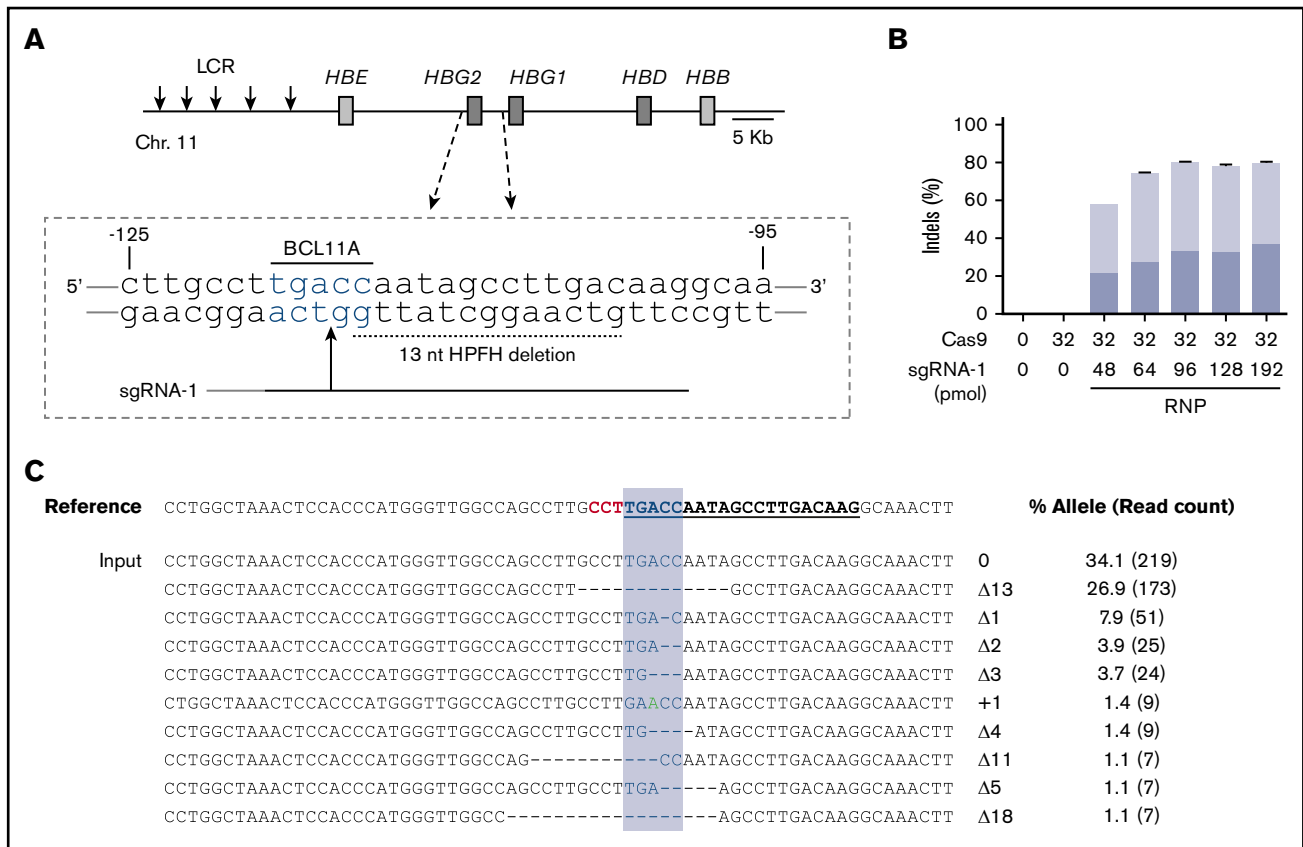 A
LCR
HBE
HBG2
HBG1
HBD
HBB
Chr. 11
5 Kb
-125
BCL11A
-95
5’ cttgccttgaccaatagccttgacaaggcaa 3’
gaacggaactggttatcggaactgttccgtt
13 nt HPFH deletion
sgRNA-1
B
Indels (%)
100
80
60
40
20
0
Cas9 0 32 32 32 32 32 32
sgRNA-1 0 0 48 64 96 128 192
(pmol)
RNP
C
Reference CCTGGCTAAACTCCACCCATGGGTTGGCCAGCCTTGCCTTGACCAATAGCCTTGACAAGGCAAACTT % Allele (Read count)
Input CCTGGCTAAACTCCACCCATGGGTTGGCCAGCCTTGCCTTGACCAATAGCCTTGACAAGGCAAACTT 0 34.1 (219)
CCTGGCTAAACTCCACCCATGGGTTGGCCAGCCTT-------------GCCTTGACAAGGCAAACTT Δ13 26.9 (173)
CCTGGCTAAACTCCACCCATGGGTTGGCCAGCCTTGCCTTGA-CAATAGCCTTGACAAGGCAAACTT Δ1 7.9 (51)
CCTGGCTAAACTCCACCCATGGGTTGGCCAGCCTTGCCTTGA--AATAGCCTTGACAAGGCAAACTT Δ2 3.9 (25)
CCTGGCTAAACTCCACCCATGGGTTGGCCAGCCTTGCCTTG---AATAGCCTTGACAAGGCAAACTT Δ3 3.7 (24)
CTGGCTAAACTCCACCCATGGGTTGGCCAGCCTTGCCTTGAACCAATAGCCTTGACAAGGCAAACTT +1 1.4 (9)
CCTGGCTAAACTCCACCCATGGGTTGGCCAGCCTTGCCTTG----ATAGCCTTGACAAGGCAAACTT Δ4 1.4 (9)
CCTGGCTAAACTCCACCCATGGGTTGGCCAG-----------CCAATAGCCTTGACAAGGCAAACTT Δ11 1.1 (7)
CCTGGCTAAACTCCACCCATGGGTTGGCCAGCCTTGCCTTGA-----AGCCTTGACAAGGCAAACTT Δ5 1.1 (7)
CCTGGCTAAACTCCACCCATGGGTTGGCC------------------AGCCTTGACAAGGCAAACTT Δ18 1.1 (7)